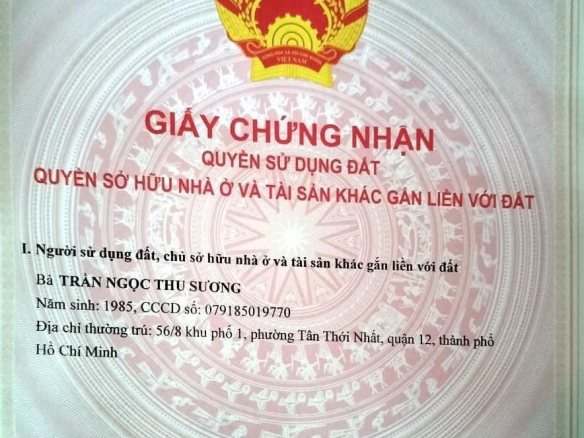 VIỆT NAM
GIẤY CHỨNG NHẬN
QUYỀN SỬ DỤNG ĐẤT
QUYỀN SỞ HỮU NHÀ Ở VÀ TÀI SẢN KHÁC GẮN LIỀN VỚI ĐẤT
I. Người sử dụng đất, chủ sở hữu nhà ở và tài sản khác gắn liền với đất
Bà TRẦN NGỌC THU SƯƠNG
Năm sinh: 1985, CCCD số: 079185019770
Địa chỉ thường trú: 56/8 khu phố 1, phường Tân Thới Nhất, quận 12, thành phố
Hồ Chí Minh